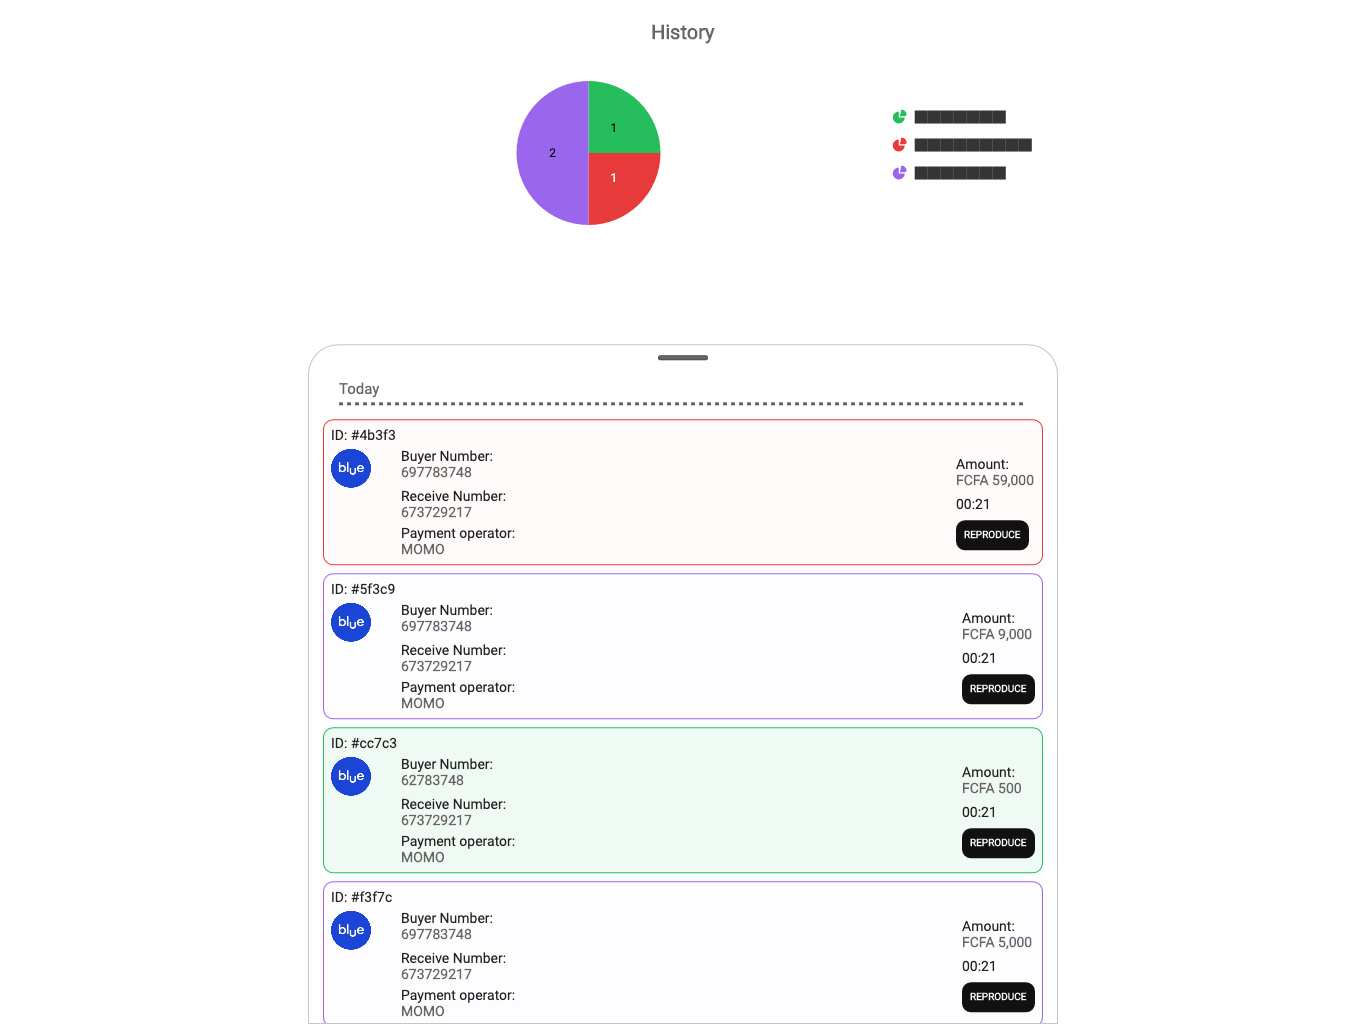 History
1
2
1
Today
ID: #4b3f3
blue
Buyer Number:
697783748
Receive Number:
673729217
Payment operator:
MOMO
Amount:
FCFA 59,000
00:21
REPRODUCE
ID: #5f3c9
blue
Buyer Number:
697783748
Receive Number:
673729217
Payment operator:
MOMO
Amount:
FCFA 9,000
00:21
REPRODUCE
ID: #cc7c3
blue
Buyer Number:
62783748
Receive Number:
673729217
Payment operator:
MOMO
Amount:
FCFA 500
00:21
REPRODUCE
ID: #f3f7c
blue
Buyer Number:
697783748
Receive Number:
673729217
Payment operator:
MOMO
Amount:
FCFA 5,000
00:21
REPRODUCE